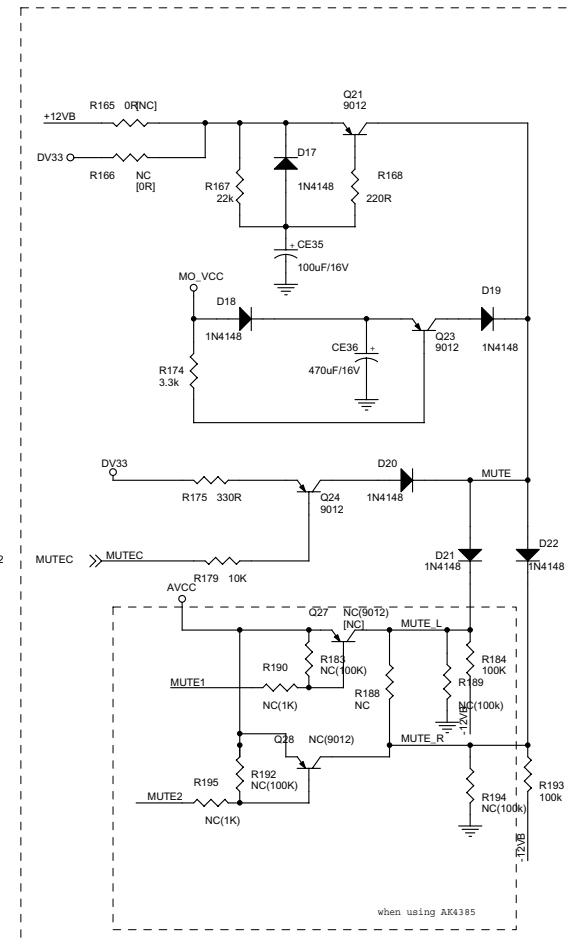 Q21
9012
R165 0R[NC]
+12VB
D17
DV33
R166 NC
[0R]
R167
22k
1N4148
R168
220R
+ CE35
100uF/16V
MO_VCC
D18
D19
1N4148
CE36 +
Q23
9012
1N4148
R174
3.3k
470uF/16V
DV33
D20
MUTE
R175 330R
Q24
9012
1N4148
2
MUTEC
MUTEC
D21
1N4148
D22
1N4148
R179 10K
AVCC
Q27 NC(9012)
[NC]
MUTE_L
R183
NC(100K)
R190
R184
100K
R189
NC(100k)
MUTE1
R188
NC
NC(1K)
-12VB
Q28 NC(9012)
MUTE_R
R195
R192
NC(100K)
R193
100k
R194
NC(100k)
MUTE2
NC(1K)
-12VB
when using AK4385